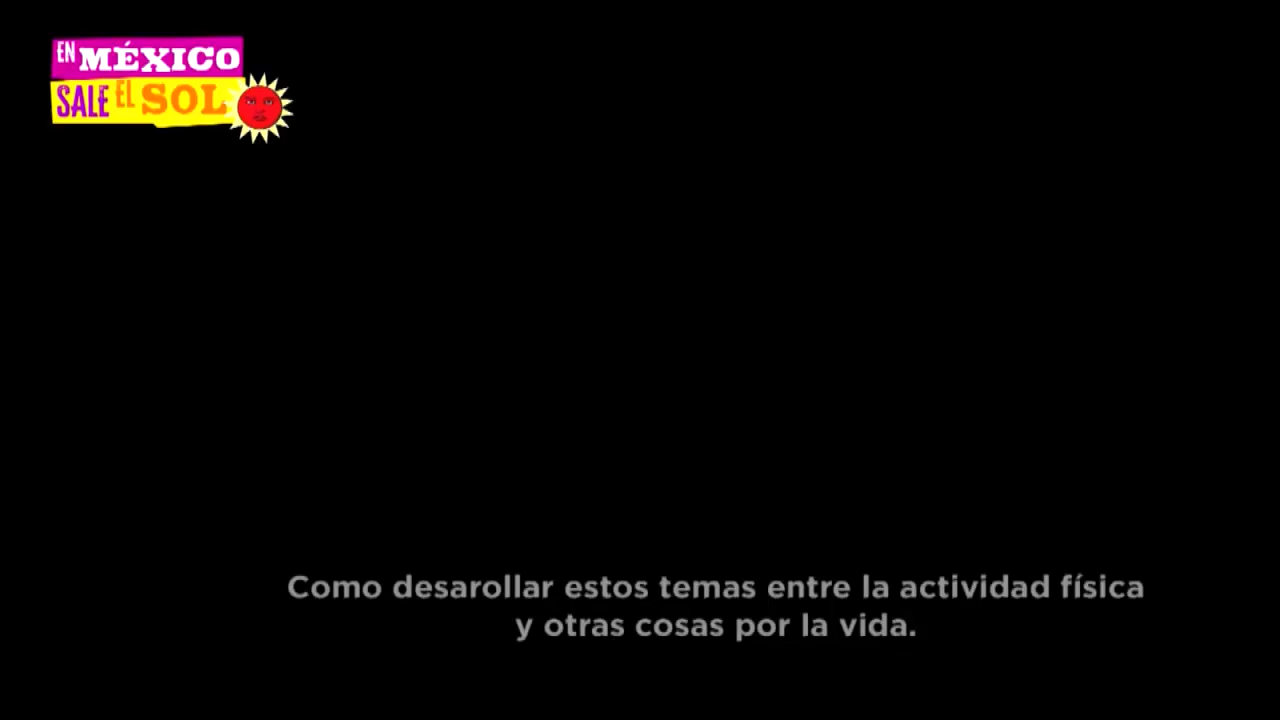 EN MÉXICO
SALE EL SOL
Como desarollar estos temas entre la actividad física
y otras cosas por la vida.